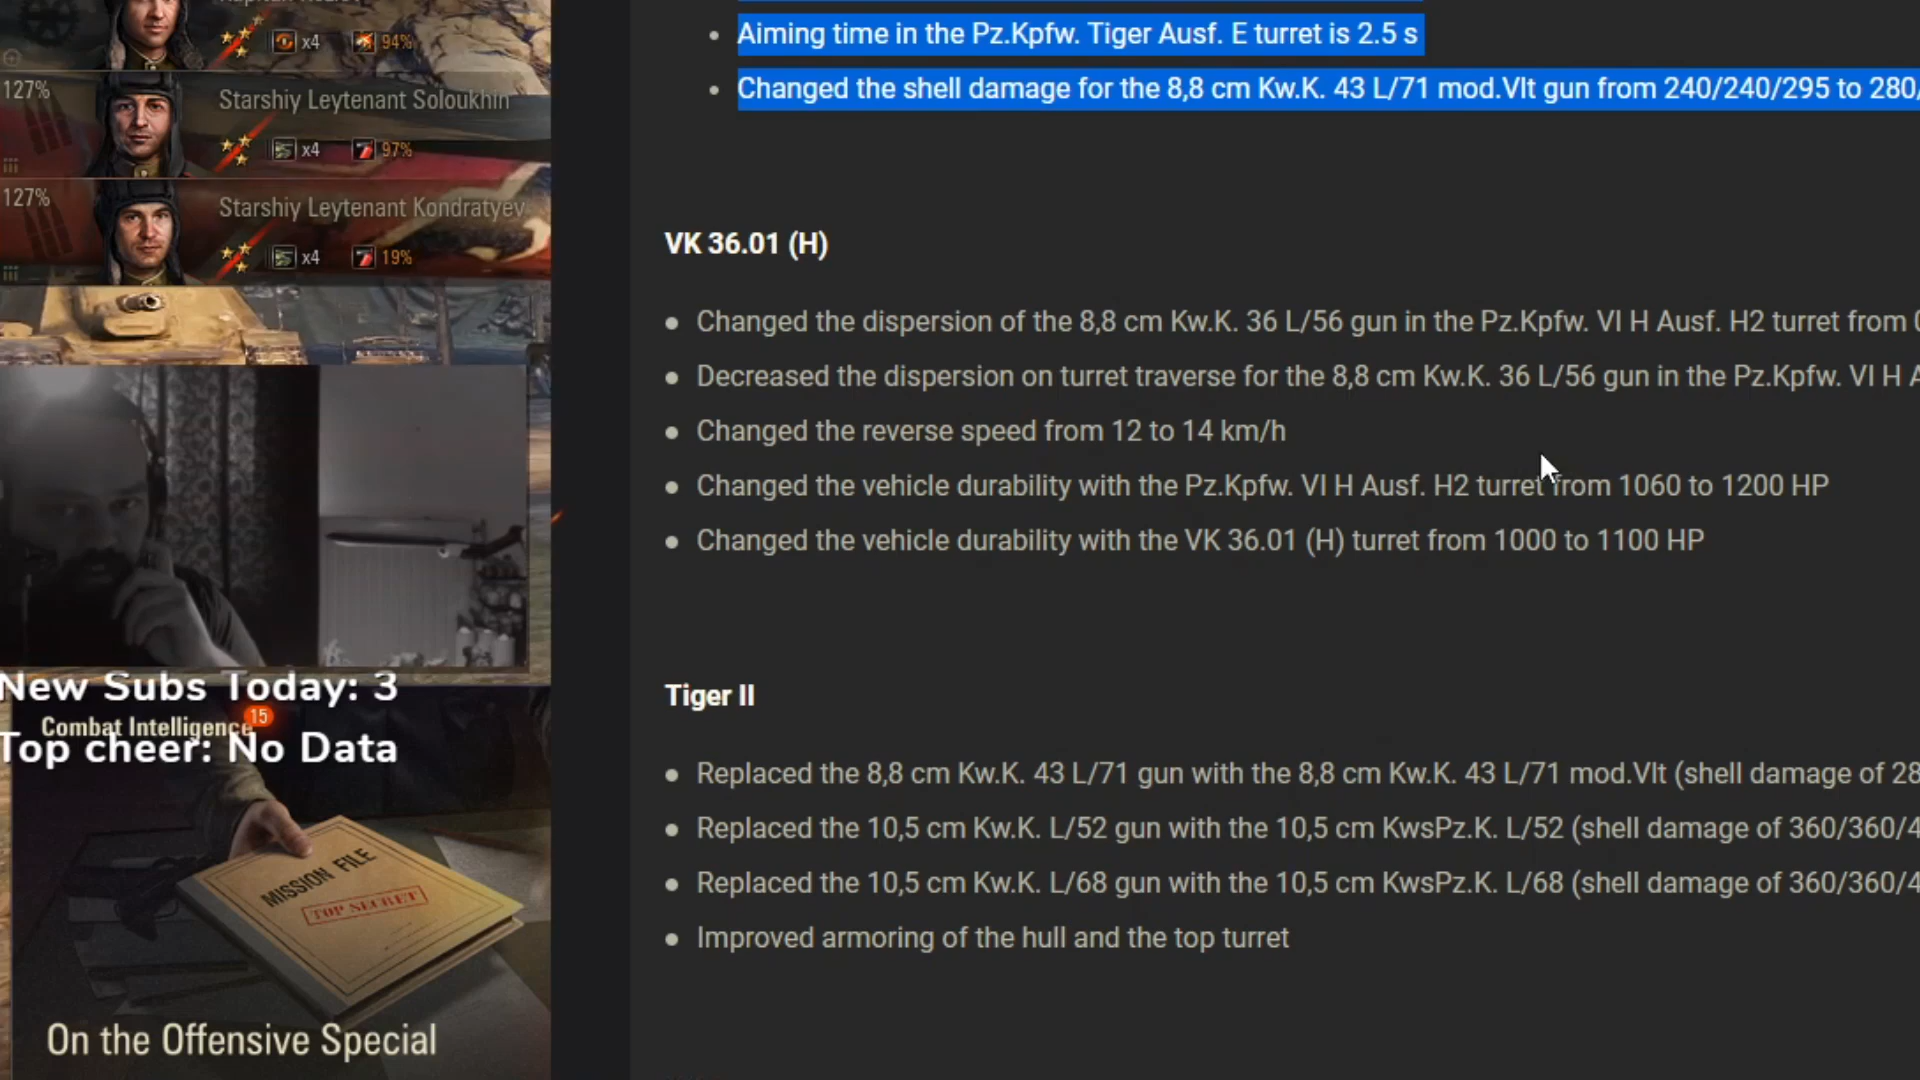 x4 94%
127%
Starshiy Leytenant Soloukhin
x4 97%
127%
Starshiy Leytenant Kondratyev
x4 19%
New Subs Today: 3
Combat Intelligence 15
Top cheer: No Data
MISSION FILE
TOP SECRET
On the Offensive Special
Aiming time in the Pz.Kpfw. Tiger Ausf. E turret is 2.5 s
Changed the shell damage for the 8,8 cm Kw.K. 43 L/71 mod.Vlt gun from 240/240/295 to 280/
VK 36.01 (H)
Changed the dispersion of the 8,8 cm Kw.K. 36 L/56 gun in the Pz.Kpfw. VI H Ausf. H2 turret from
Decreased the dispersion on turret traverse for the 8,8 cm Kw.K. 36 L/56 gun in the Pz.Kpfw. VI H
Changed the reverse speed from 12 to 14 km/h
Changed the vehicle durability with the Pz.Kpfw. VI H Ausf. H2 turret from 1060 to 1200 HP
Changed the vehicle durability with the VK 36.01 (H) turret from 1000 to 1100 HP
Tiger II
Replaced the 8,8 cm Kw.K. 43 L/71 gun with the 8,8 cm Kw.K. 43 L/71 mod.Vlt (shell damage of 28
Replaced the 10,5 cm Kw.K. L/52 gun with the 10,5 cm KwsPz.K. L/52 (shell damage of 360/360/4
Replaced the 10,5 cm Kw.K. L/68 gun with the 10,5 cm KwsPz.K. L/68 (shell damage of 360/360/4
Improved armoring of the hull and the top turret